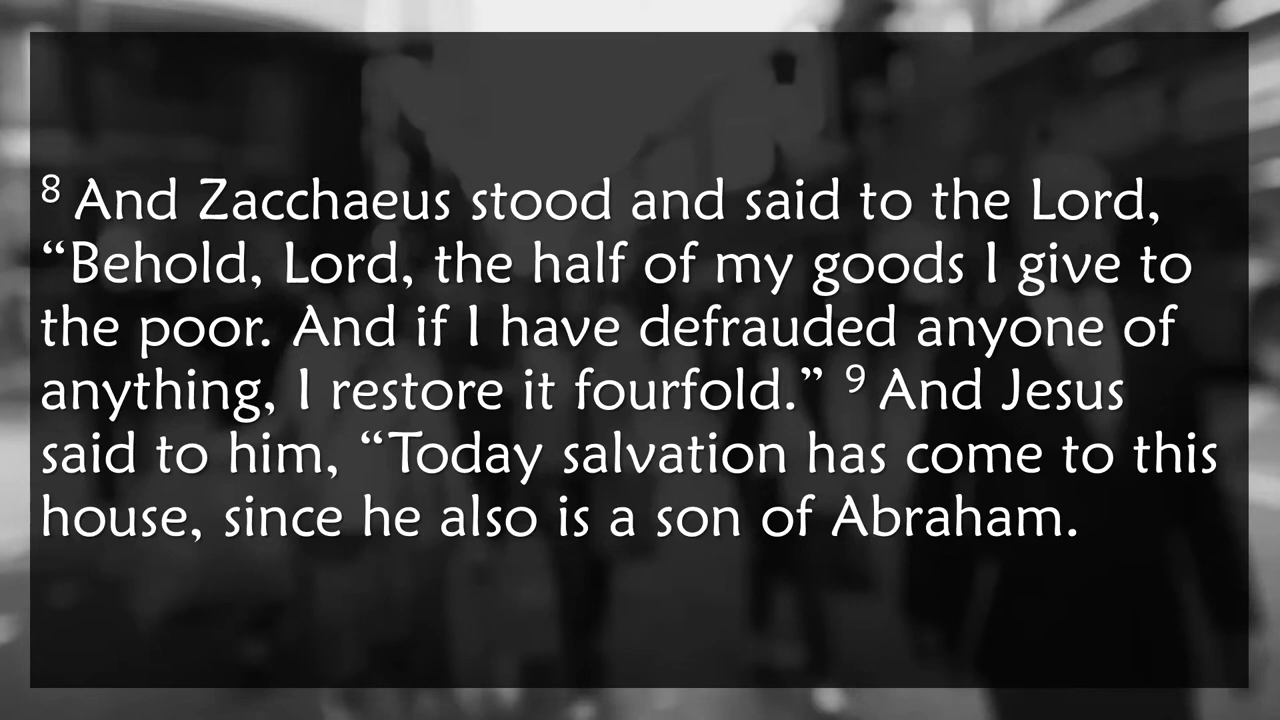 8 And Zacchaeus stood and said to the Lord,
“Behold, Lord, the half of my goods I give to
the poor. And if I have defrauded anyone of
anything, I restore it fourfold.” 9 And Jesus
said to him, “Today salvation has come to this
house, since he also is a son of Abraham.